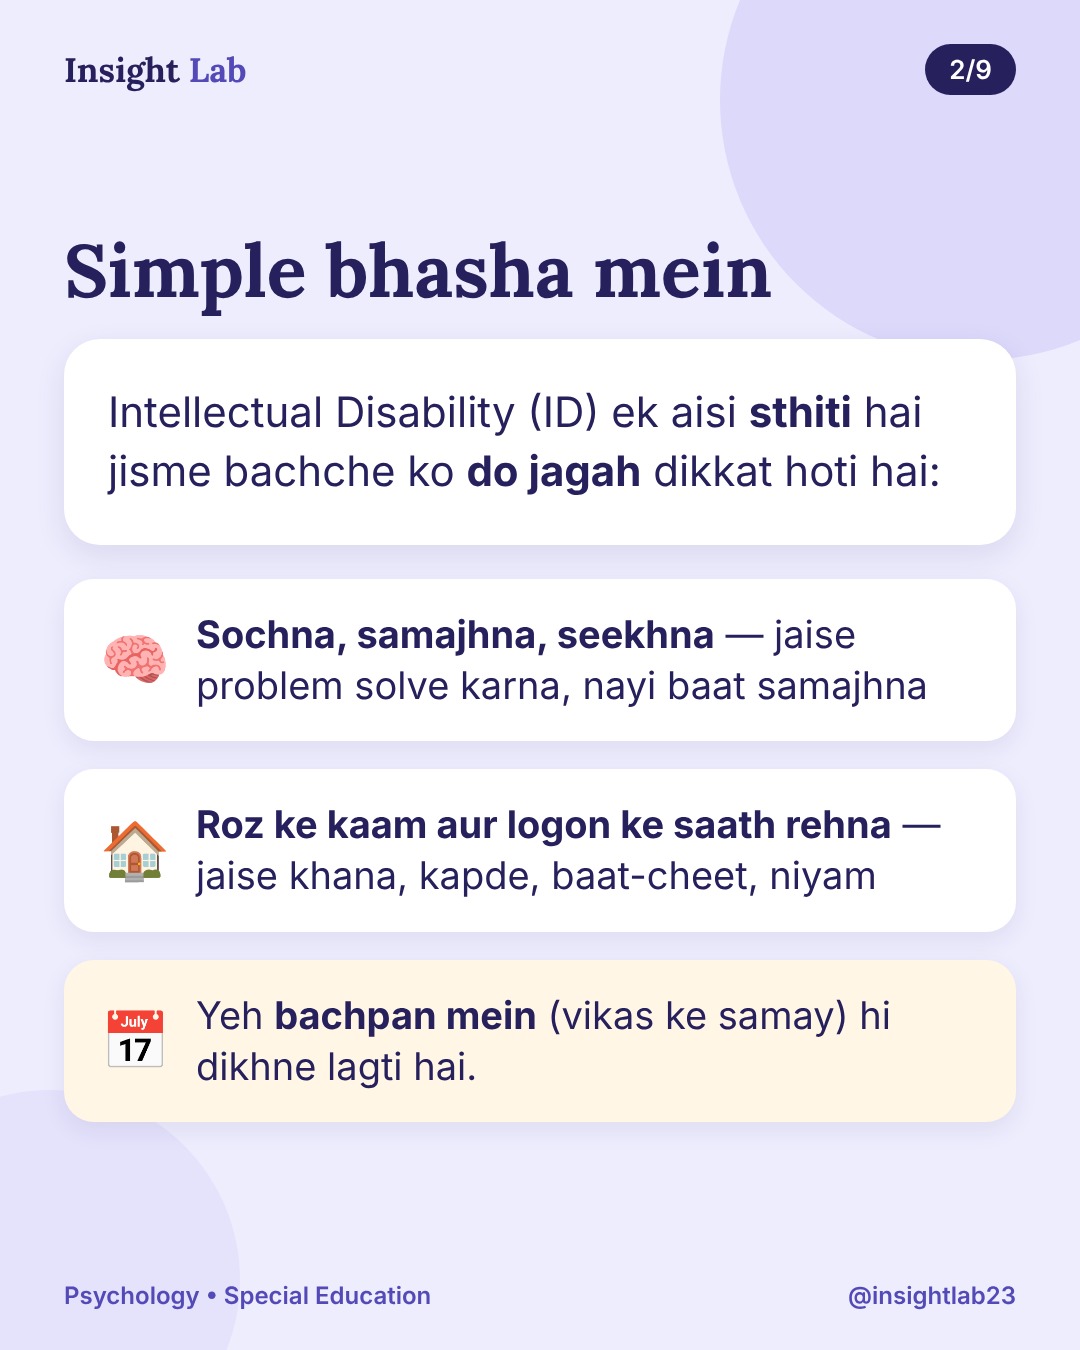 Insight Lab
2/9
Simple bhasha mein
Intellectual Disability (ID) ek aisi sthiti hai
jisme bachche ko do jagah dikkat hoti hai:
Sochna, samajhna, seekhna — jaise
problem solve karna, nayi baat samajhna
Roz ke kaam aur logon ke saath rehna —
jaise khana, kapde, baat-cheet, niyam
July
17
Yeh bachpan mein (vikas ke samay) hi
dikhne lagti hai.
Psychology • Special Education
@insightlab23